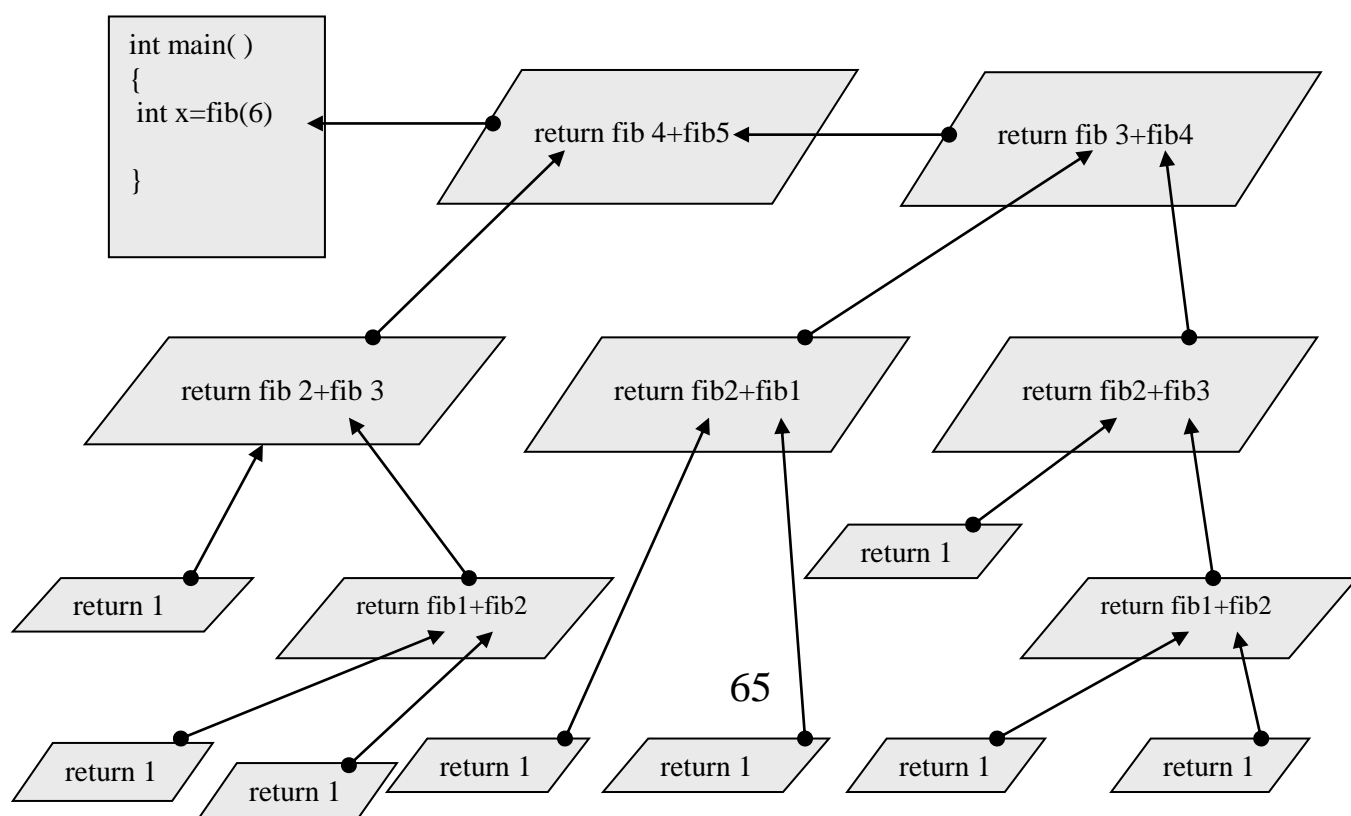 int main( )
{
int x=fib(6)
}
return fib 4+fib5
return fib 3+fib4
return fib 2+fib 3
return fib2+fib1
return fib2+fib3
return 1
return 1
return fib1+fib2
return fib1+fib2
65
return 1
return 1
return 1
return 1
return 1
return 1